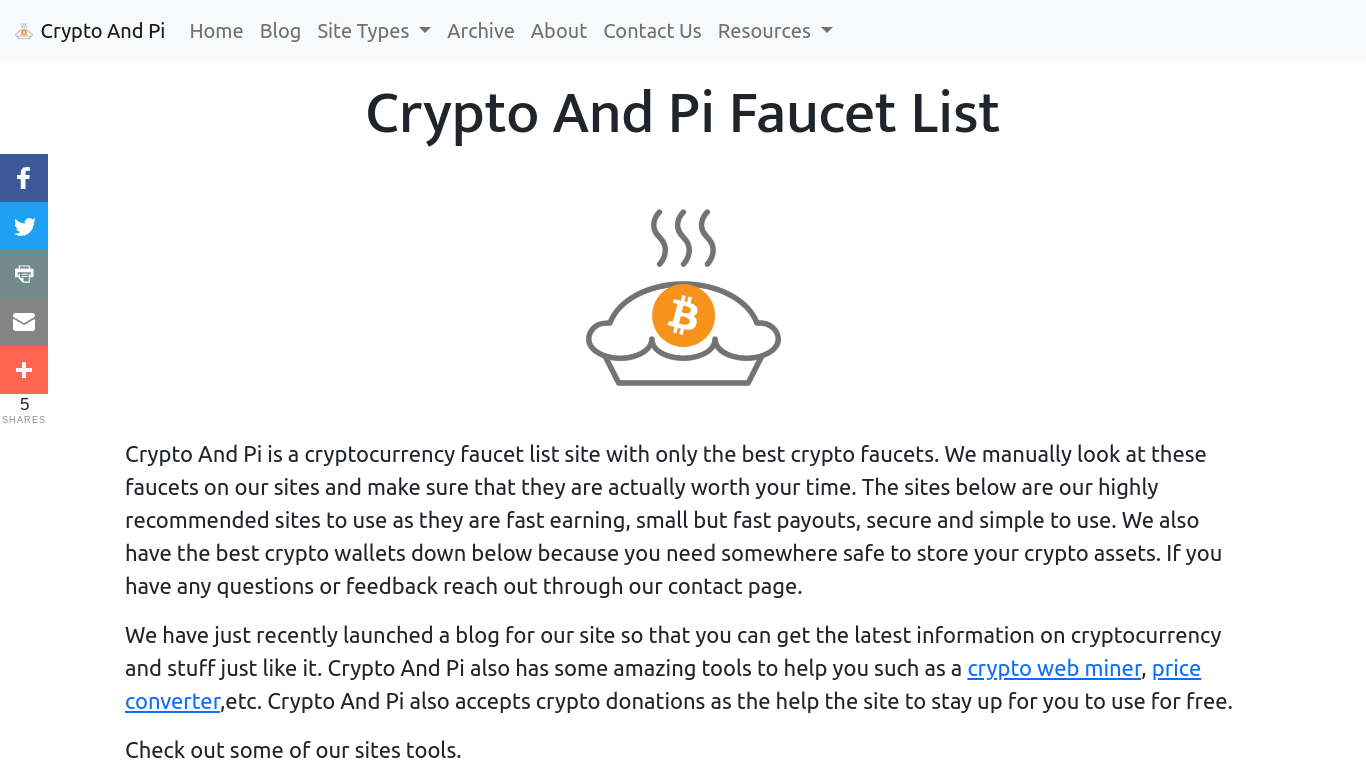 Crypto And Pi Home Blog Site Types Archive About Contact Us Resources
Crypto And Pi Faucet List
5
SHARES
Crypto And Pi is a cryptocurrency faucet list site with only the best crypto faucets. We manually look at these
faucets on our sites and make sure that they are actually worth your time. The sites below are our highly
recommended sites to use as they are fast earning, small but fast payouts, secure and simple to use. We also
have the best crypto wallets down below because you need somewhere safe to store your crypto assets. If you
have any questions or feedback reach out through our contact page.
We have just recently launched a blog for our site so that you can get the latest information on cryptocurrency
and stuff just like it. Crypto And Pi also has some amazing tools to help you such as a crypto web miner, price
converter,etc. Crypto And Pi also accepts crypto donations as the help the site to stay up for you to use for free.
Check out some of our sites tools.